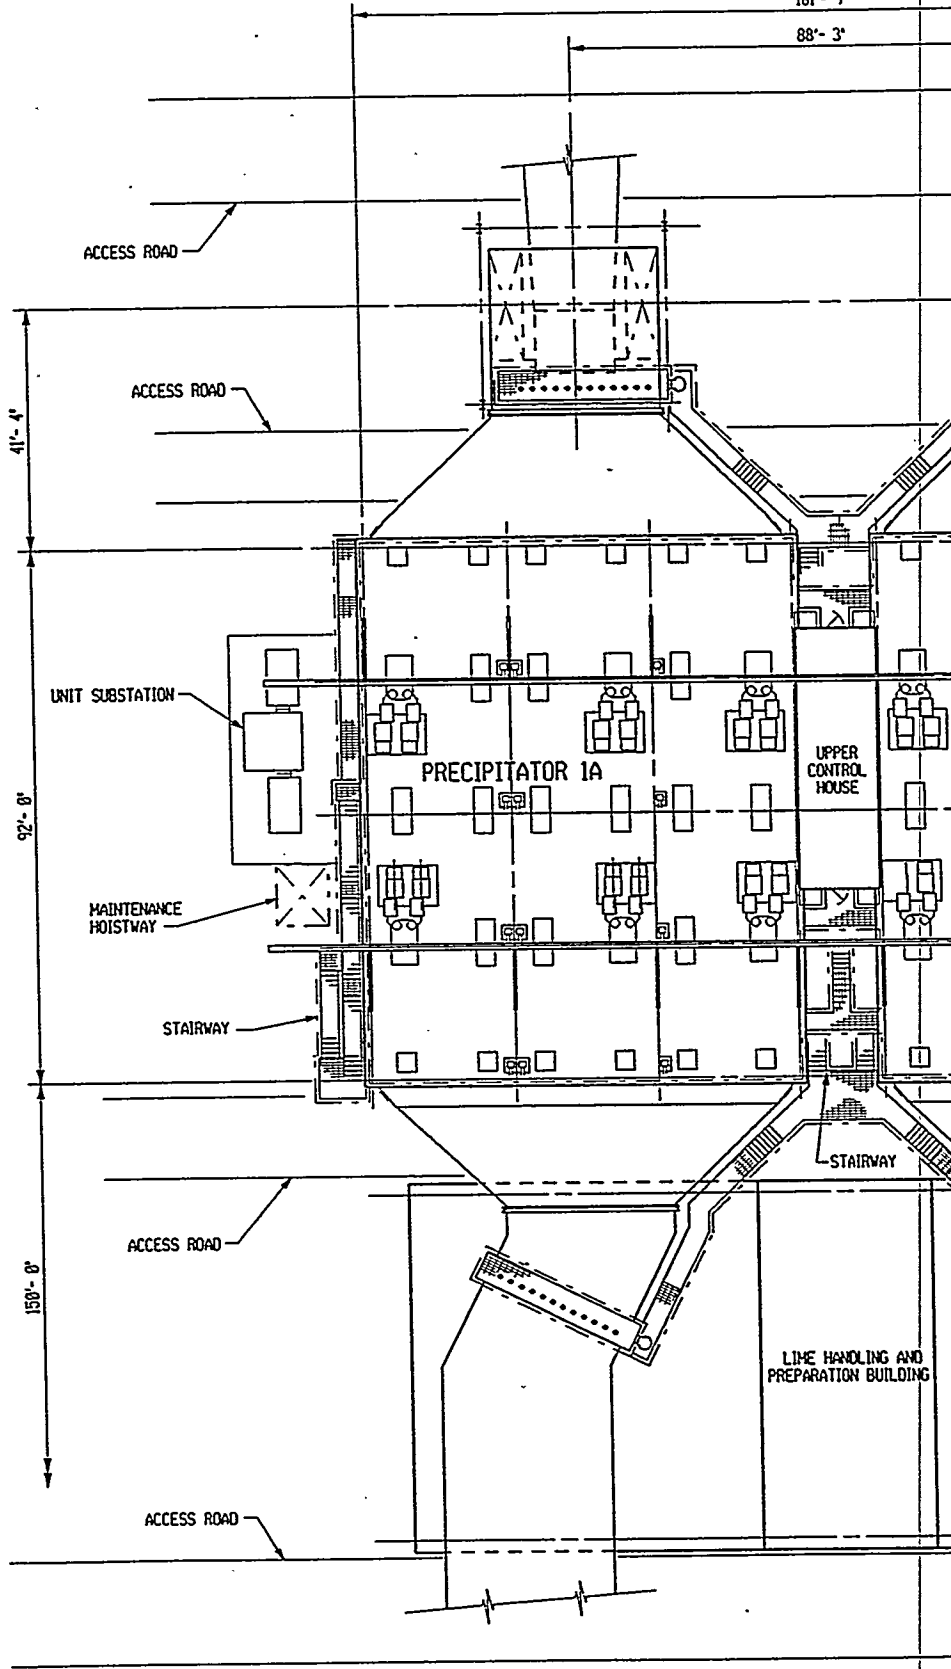 88'- 3"
ACCESS ROAD
ACCESS ROAD
41'- 4"
UNIT SUBSTATION
PRECIPITATOR 1A
UPPER
CONTROL
HOUSE
92'- 0"
MAINTENANCE
HOISTWAY
STAIRWAY
STAIRWAY
ACCESS ROAD
150'- 0"
LIME HANDLING AND
PREPARATION BUILDING
ACCESS ROAD